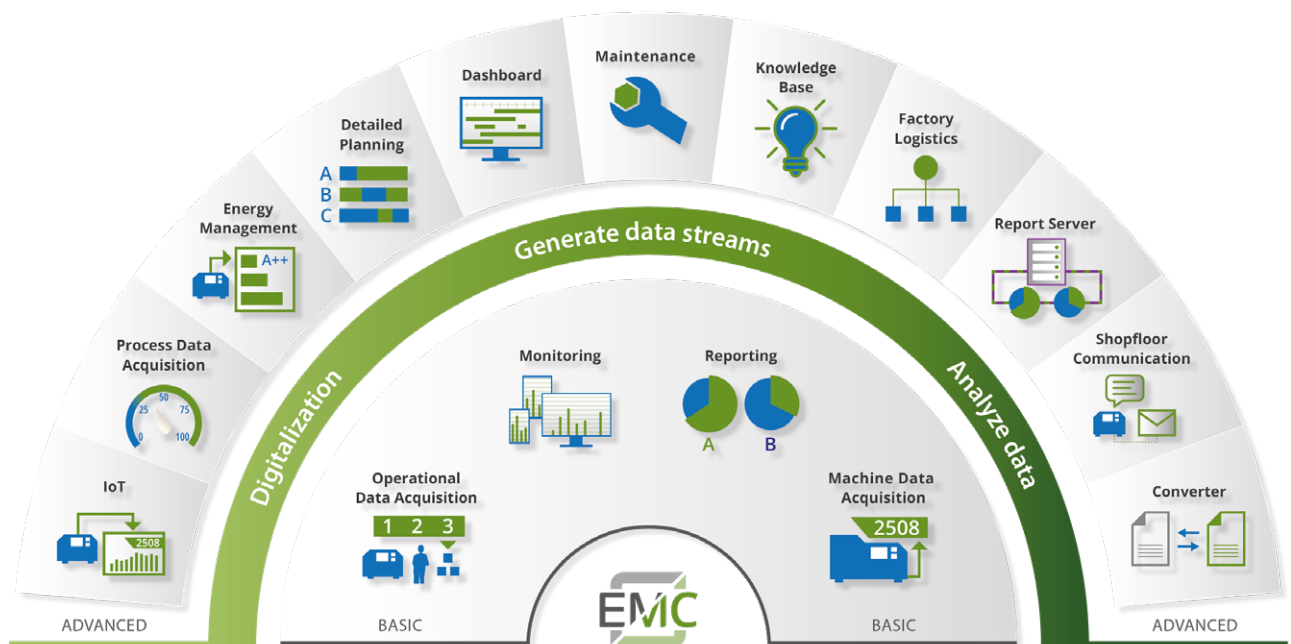 Maintenance
Dashboard
Knowledge
Base
Detailed
Planning
A
B
C
Factory
Logistics
Energy
Management
A++
Report Server
Generate data streams
Process Data
Acquisition
0
25
50
75
100
Shopfloor
Communication
Monitoring
Reporting
A
B
Digitalization
Analyze data
IoT
2508
Operational
Data Acquisition
1 2 3
Machine Data
Acquisition
2508
Converter
EMC
ADVANCED
BASIC
BASIC
ADVANCED